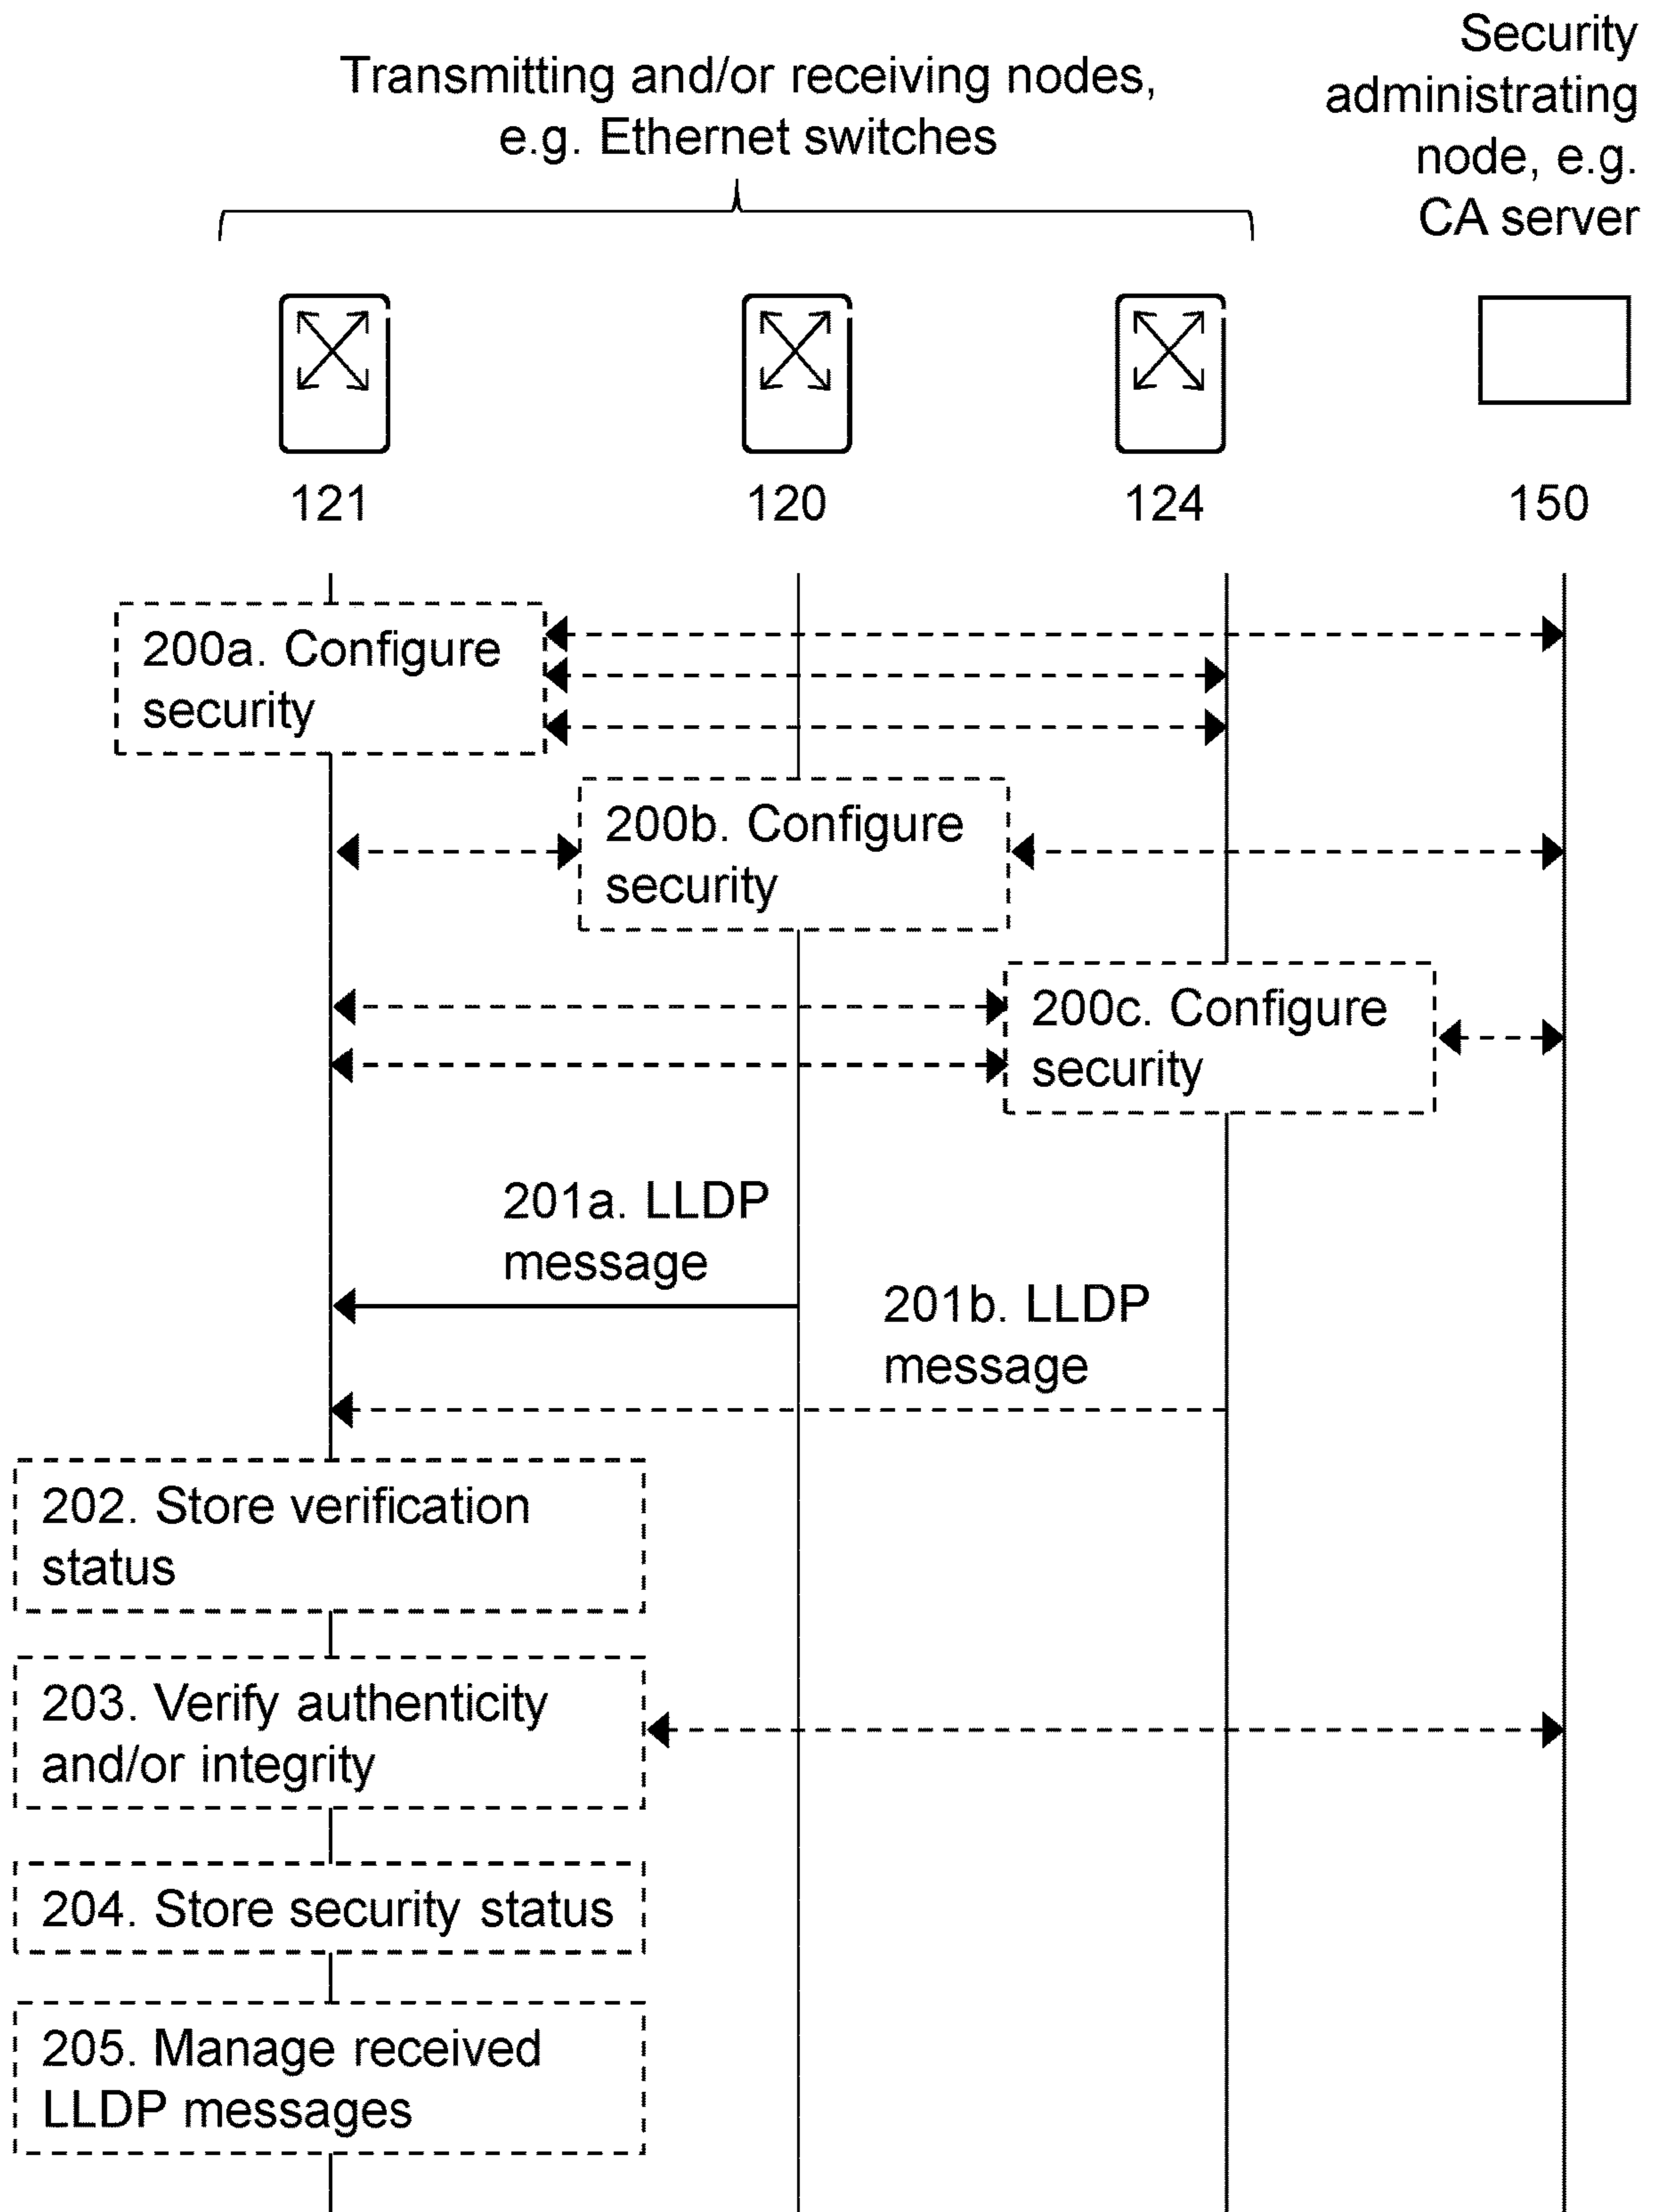 Transmitting and/or receiving nodes,
e.g. Ethernet switches
Security
administrating
node, e.g.
CA server
121
120
124
150
200a. Configure
security
200b. Configure
security
200c. Configure
security
201a. LLDP
message
201b. LLDP
message
202. Store verification
status
203. Verify authenticity
and/or integrity
204. Store security status
205. Manage received
LLDP messages